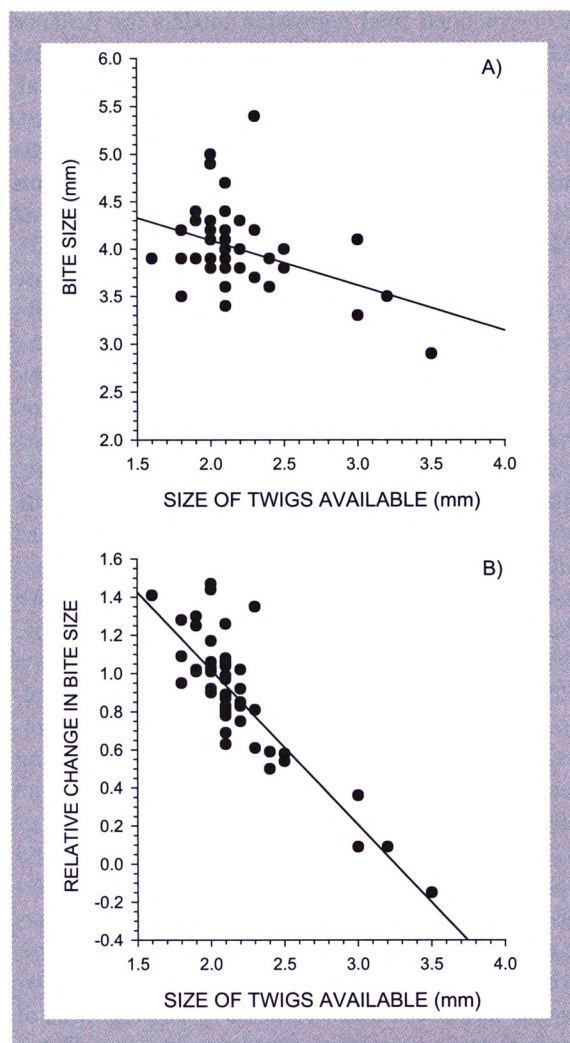 A)
6.0
5.5
5.0
4.5
4.0
3.5
3.0
2.5
2.0
BITE SIZE (mm)
1.5 2.0 2.5 3.0 3.5 4.0
SIZE OF TWIGS AVAILABLE (mm)
B)
1.6
1.4
1.2
1.0
0.8
0.6
0.4
0.2
0.0
-0.2
-0.4
RELATIVE CHANGE IN BITE SIZE
1.5 2.0 2.5 3.0 3.5 4.0
SIZE OF TWIGS AVAILABLE (mm)